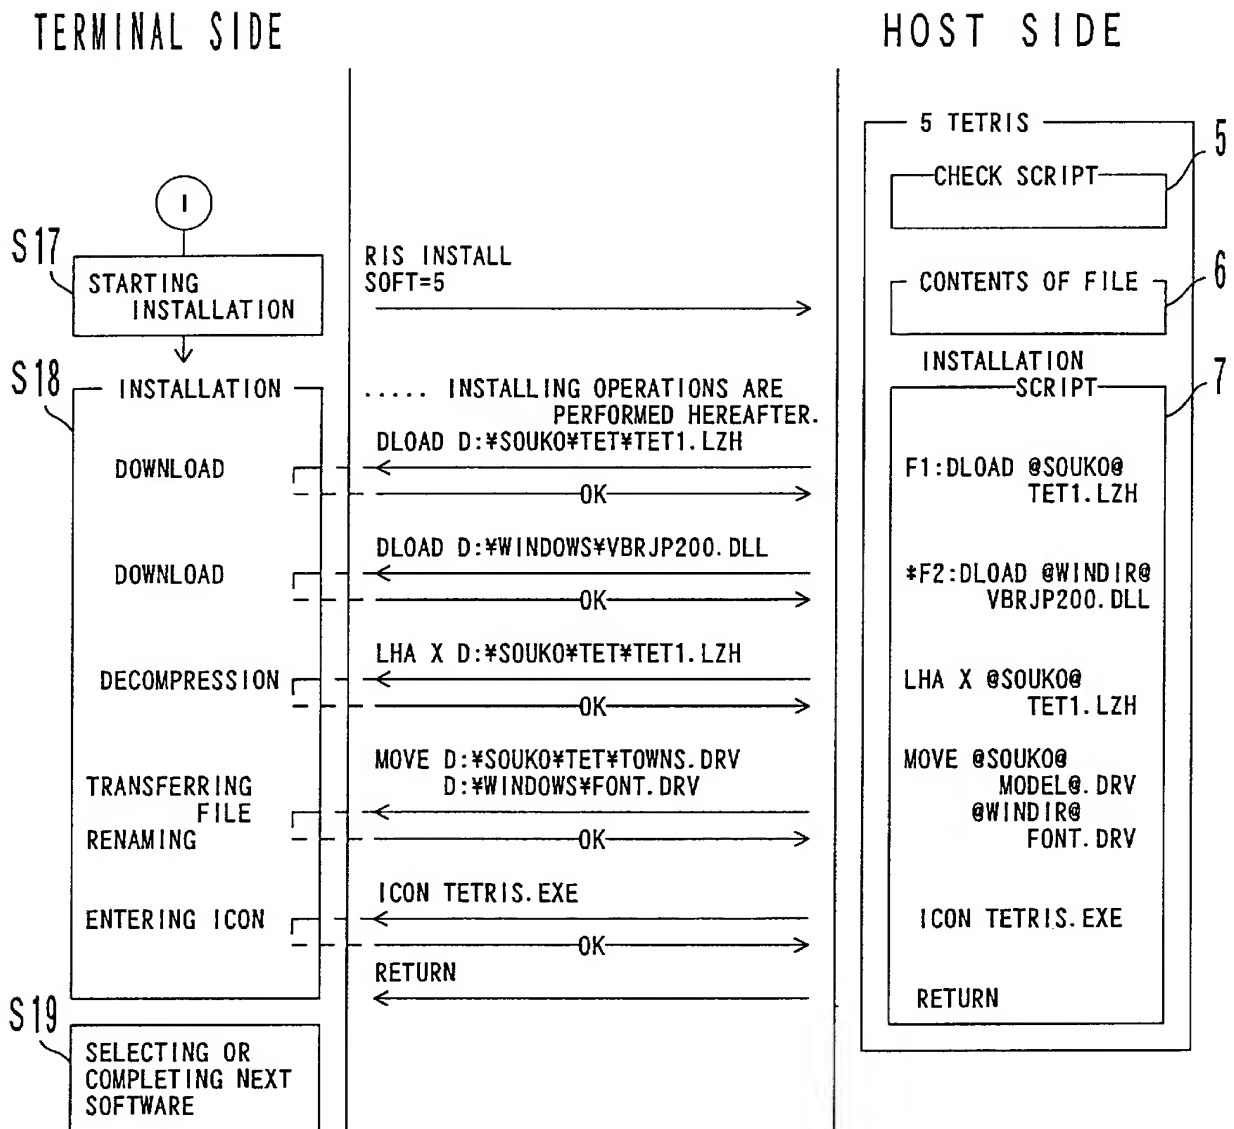 TERMINAL SIDE
HOST SIDE
5 TETRIS
5
CHECK SCRIPT
I
S17
STARTING
INSTALLATION
RIS INSTALL
SOFT=5
CONTENTS OF FILE
6
S18
INSTALLATION
..... INSTALLING OPERATIONS ARE
PERFORMED HEREAFTER.
INSTALLATION
SCRIPT
7
DOWNLOAD
DLOAD D:¥SOUKO¥TET¥TET1.LZH
OK
F1:DLOAD @SOUKO@
TET1.LZH
DOWNLOAD
DLOAD D:¥WINDOWS¥VBRJP200.DLL
OK
*F2:DLOAD @WINDIR@
VBRJP200.DLL
DECOMPRESSION
LHA X D:¥SOUKO¥TET¥TET1.LZH
OK
LHA X @SOUKO@
TET1.LZH
TRANSFERRING
FILE
RENAMING
MOVE D:¥SOUKO¥TET¥TOWNS.DRV
D:¥WINDOWS¥FONT.DRV
OK
MOVE @SOUKO@
MODEL@.DRV
@WINDIR@
FONT.DRV
ENTERING ICON
ICON TETRIS.EXE
OK
ICON TETRIS.EXE
RETURN
RETURN
S19
SELECTING OR
COMPLETING NEXT
SOFTWARE